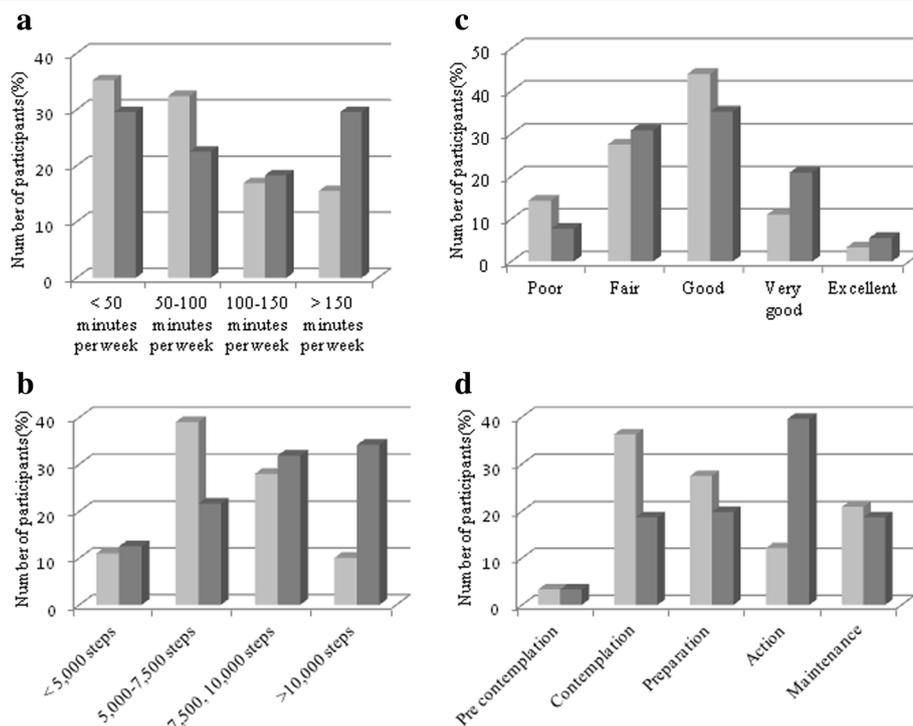 a
Number of participants(%)
40
30
20
10
0
< 50
minutes
per week
50-100
minutes
per week
100-150
minutes
per week
> 150
minutes
per week
c
Number of participants(%)
50
40
30
20
10
0
Poor
Fair
Good
Very
good
Excellent
b
Number of participants(%)
40
30
20
10
0
<5,000 steps
5,000-7,500 steps
7,500, 10,000 steps
>10,000 steps
d
Number of participants(%)
40
30
20
10
0
Pre contemplation
Contemplation
Preparation
Action
Maintenance